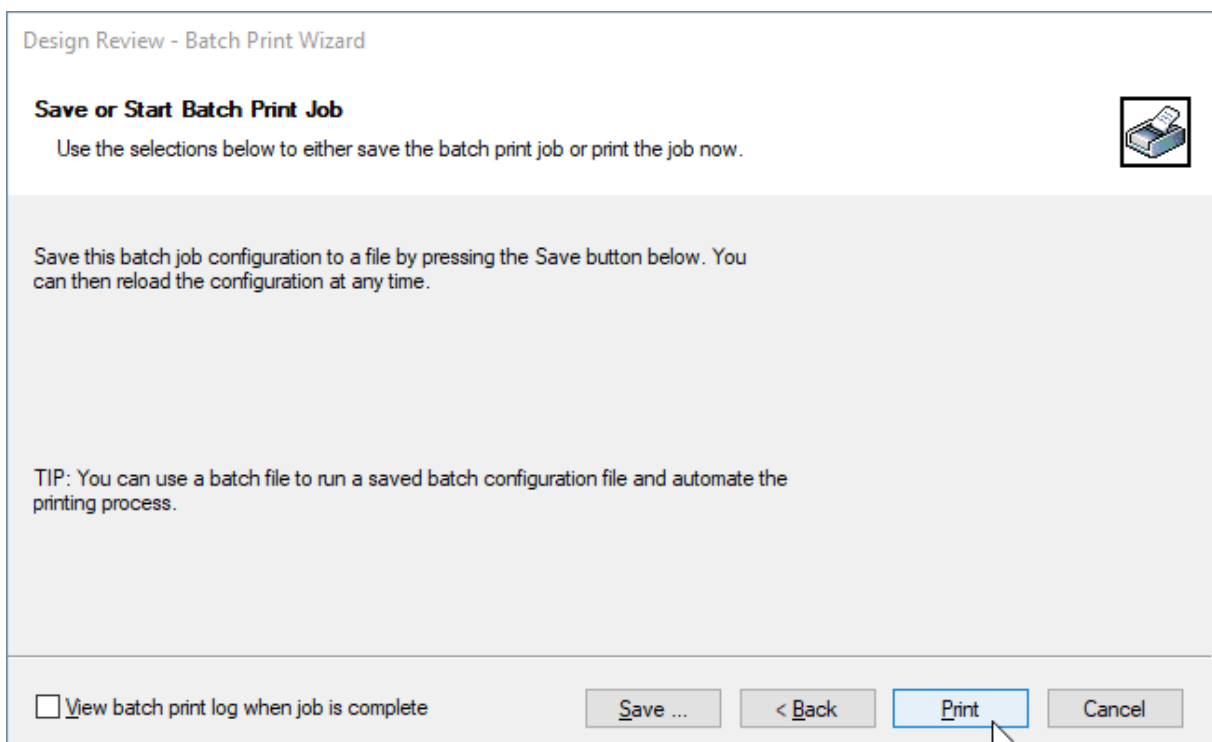 Design Review - Batch Print Wizard
Save or Start Batch Print Job
Use the selections below to either save the batch print job or print the job now.
Save this batch job configuration to a file by pressing the Save button below. You
can then reload the configuration at any time.
TIP: You can use a batch file to run a saved batch configuration file and automate the
printing process.
View batch print log when job is complete
Save ...
< Back
Print
Cancel